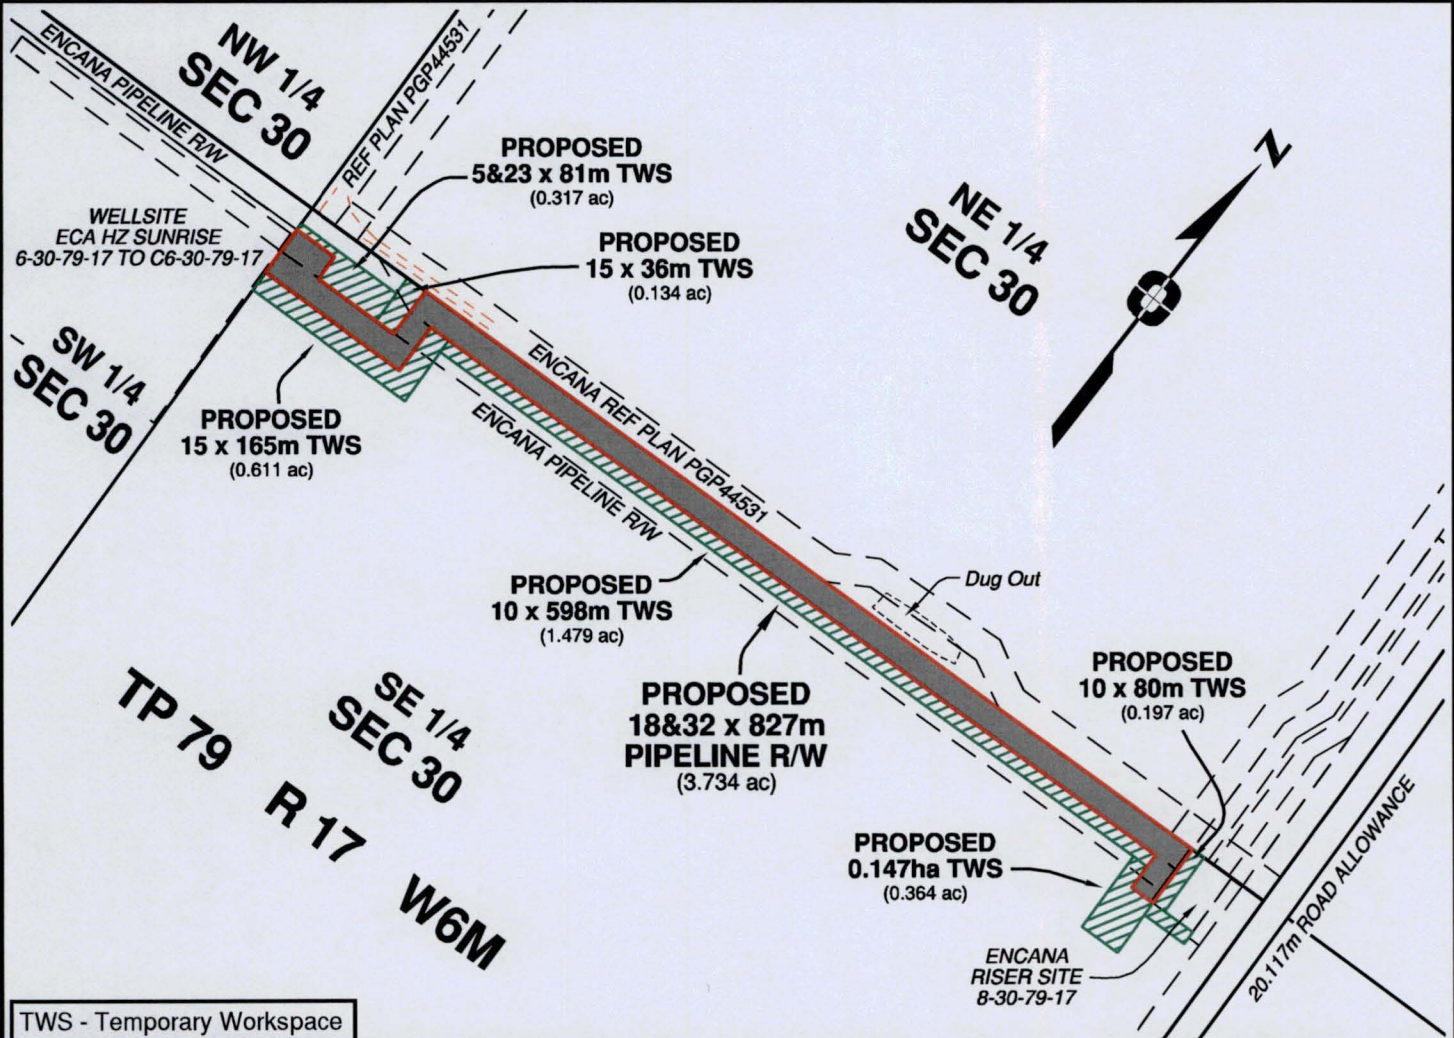 NW 1/4
SEC 30
ENCANA PIPELINE R/W
REF PLAN PGP44531
PROPOSED
5&23 x 81m TWS
(0.317 ac)
N
NE 1/4
SEC 30
WELLSITE
ECA HZ SUNRISE
6-30-79-17 TO C6-30-79-17
PROPOSED
15 x 36m TWS
(0.134 ac)
SW 1/4
SEC 30
PROPOSED
15 x 165m TWS
(0.611 ac)
ENCANA REF PLAN PGP44531
ENCANA PIPELINE R/W
PROPOSED
10 x 598m TWS
(1.479 ac)
Dug Out
PROPOSED
18&32 x 827m
PIPELINE R/W
(3.734 ac)
PROPOSED
10 x 80m TWS
(0.197 ac)
SE 1/4
SEC 30
TP 79 R 17 W6M
PROPOSED
0.147ha TWS
(0.364 ac)
ENCANA
RISER SITE
8-30-79-17
20.117m ROAD ALLOWANCE
TWS - Temporary Workspace